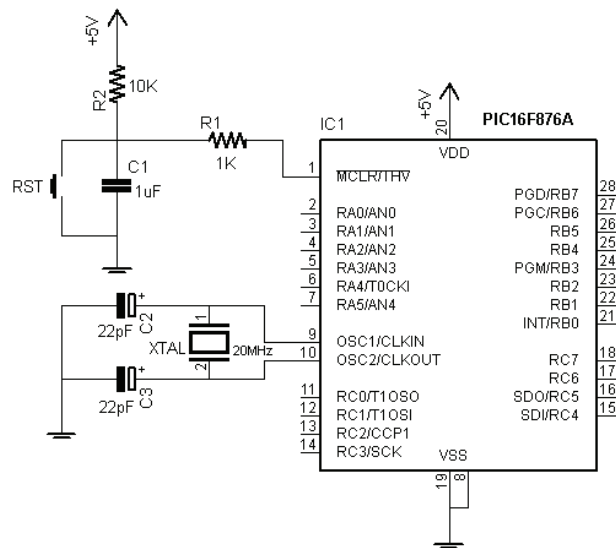 +5V
R2
10K
R1
1K
C1
1uF
RST
IC1
PIC16F876A
+5V
20
VDD
1
MCLR/THV
2
RA0/AN0
3
RA1/AN1
4
RA2/AN2
5
RA3/AN3
6
RA4/T0CKI
7
RA5/AN4
9
OSC1/CLKIN
10
OSC2/CLKOUT
11
RC0/T1OSO
12
RC1/T1OSI
13
RC2/CCP1
14
RC3/SCK
PGD/RB7
28
PGC/RB6
27
RB5
26
RB4
25
PGM/RB3
24
RB2
23
RB1
22
INT/RB0
21
RC7
18
RC6
17
SDO/RC5
16
SDI/RC4
15
VSS
19
8
+
22pF
C2
XTAL
1
2
20MHz
+
22pF
C3